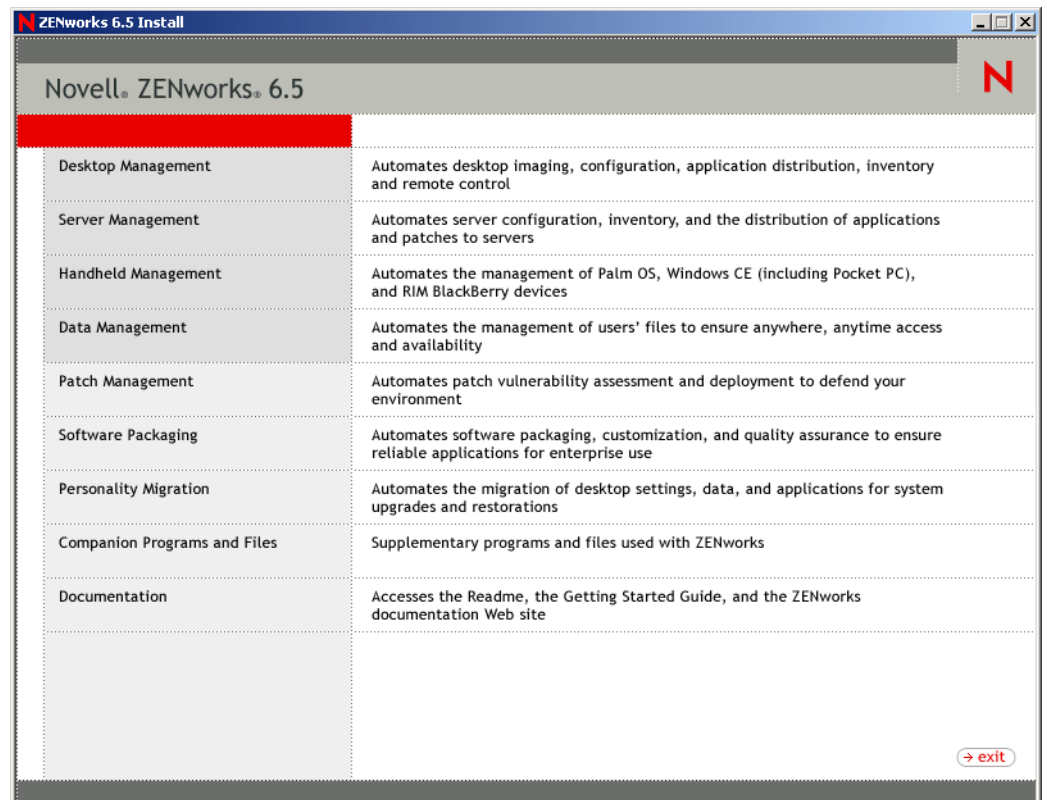 ZENworks 6.5 Install
Novell® ZENworks® 6.5
N
Desktop Management
Automates desktop imaging, configuration, application distribution, inventory
and remote control
Server Management
Automates server configuration, inventory, and the distribution of applications
and patches to servers
Handheld Management
Automates the management of Palm OS, Windows CE (including Pocket PC),
and RIM BlackBerry devices
Data Management
Automates the management of users’ files to ensure anywhere, anytime access
and availability
Patch Management
Automates patch vulnerability assessment and deployment to defend your
environment
Software Packaging
Automates software packaging, customization, and quality assurance to ensure
reliable applications for enterprise use
Personality Migration
Automates the migration of desktop settings, data, and applications for system
upgrades and restorations
Companion Programs and Files
Supplementary programs and files used with ZENworks
Documentation
Accesses the Readme, the Getting Started Guide, and the ZENworks
documentation Web site
→ exit